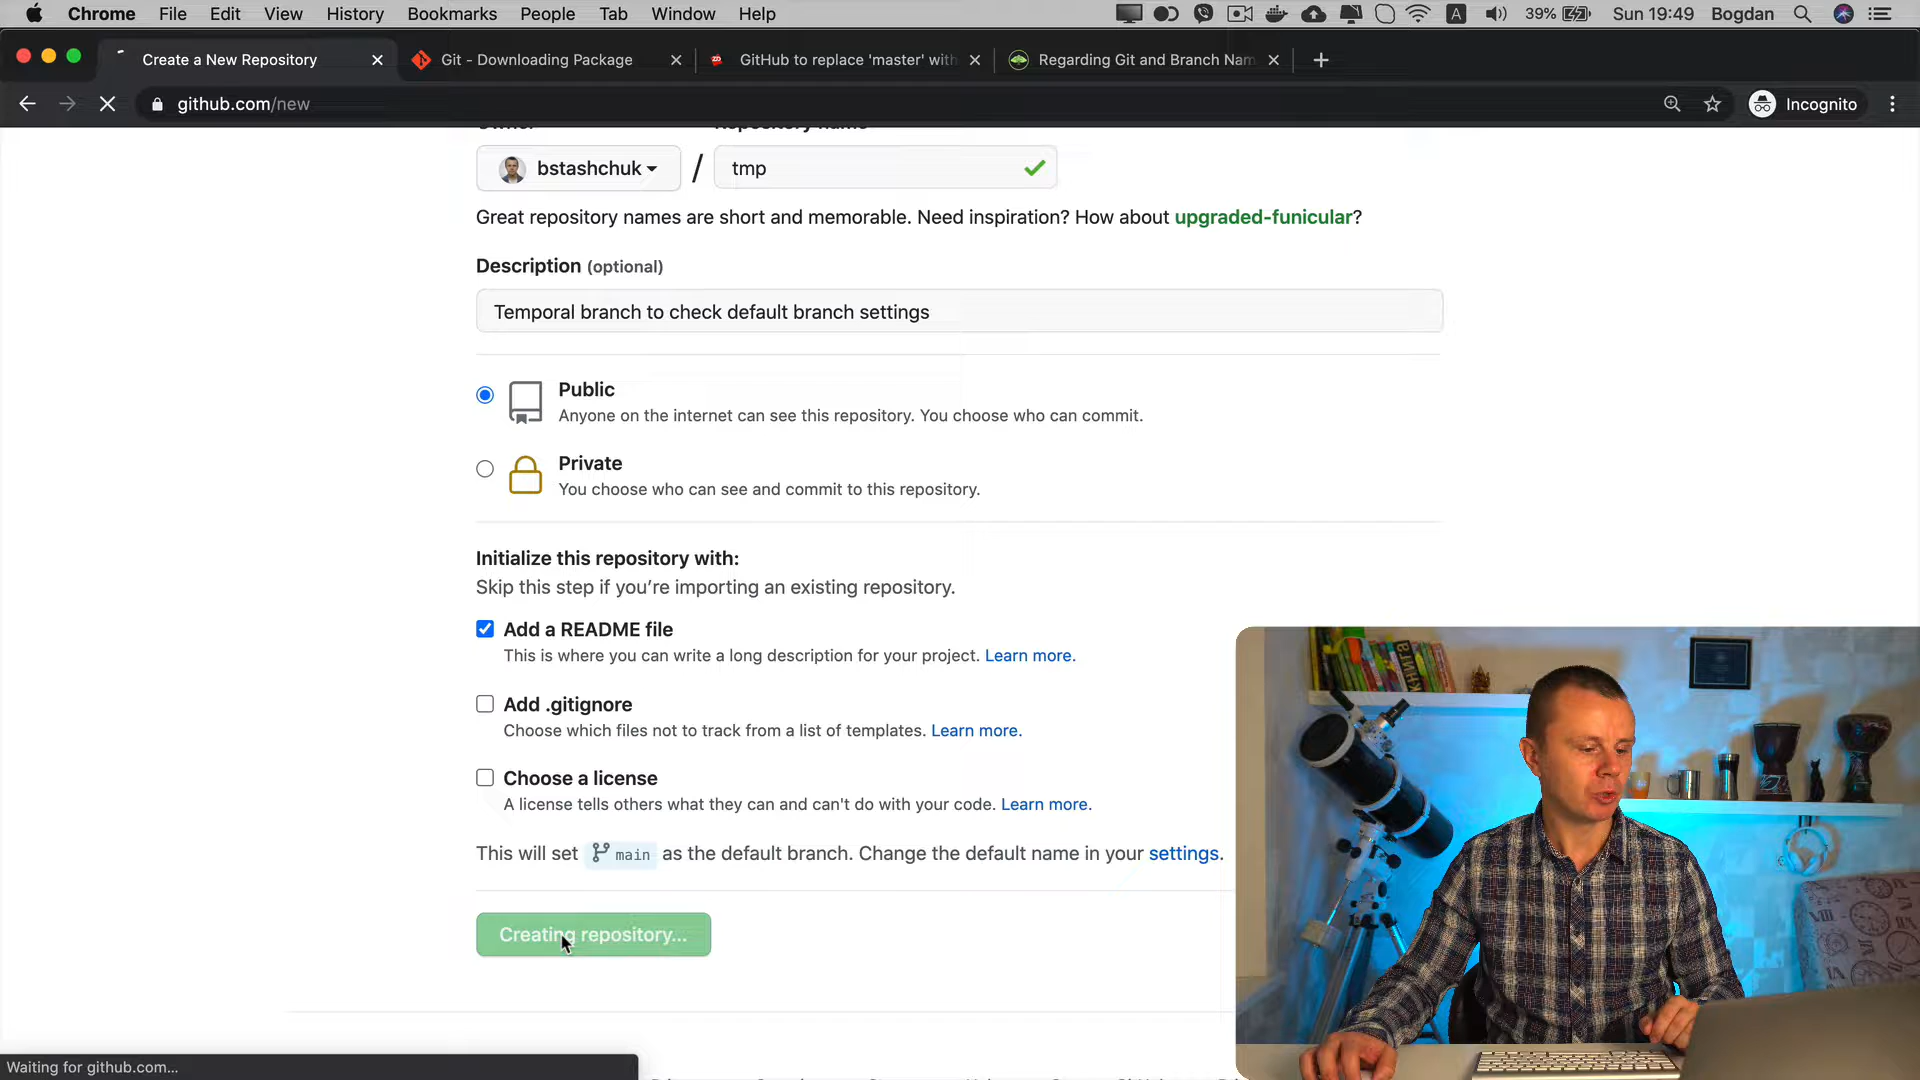 Chrome File Edit View History Bookmarks People Tab Window Help A 39% Sun 19:49 Bogdan
Create a New Repository Git - Downloading Package GitHub to replace 'master' with Regarding Git and Branch Nam
github.com/new Incognito
Owner Repository name
bstashchuk / tmp
Great repository names are short and memorable. Need inspiration? How about upgraded-funicular?
Description (optional)
Temporal branch to check default branch settings
Public
Anyone on the internet can see this repository. You choose who can commit.
Private
You choose who can see and commit to this repository.
Initialize this repository with:
Skip this step if you’re importing an existing repository.
Add a README file
This is where you can write a long description for your project. Learn more.
Add .gitignore
Choose which files not to track from a list of templates. Learn more.
Choose a license
A license tells others what they can and can't do with your code. Learn more.
This will set main as the default branch. Change the default name in your settings.
Creating repository...
Waiting for github.com...
КНИГА